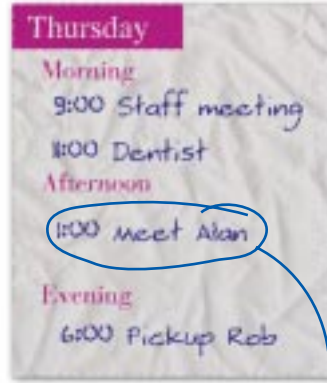 Thursday
Morning
9:00 Staff meeting
11:00 Dentist
Afternoon
1:00 Meet Alan
Evening
6:00 Pickup Rob